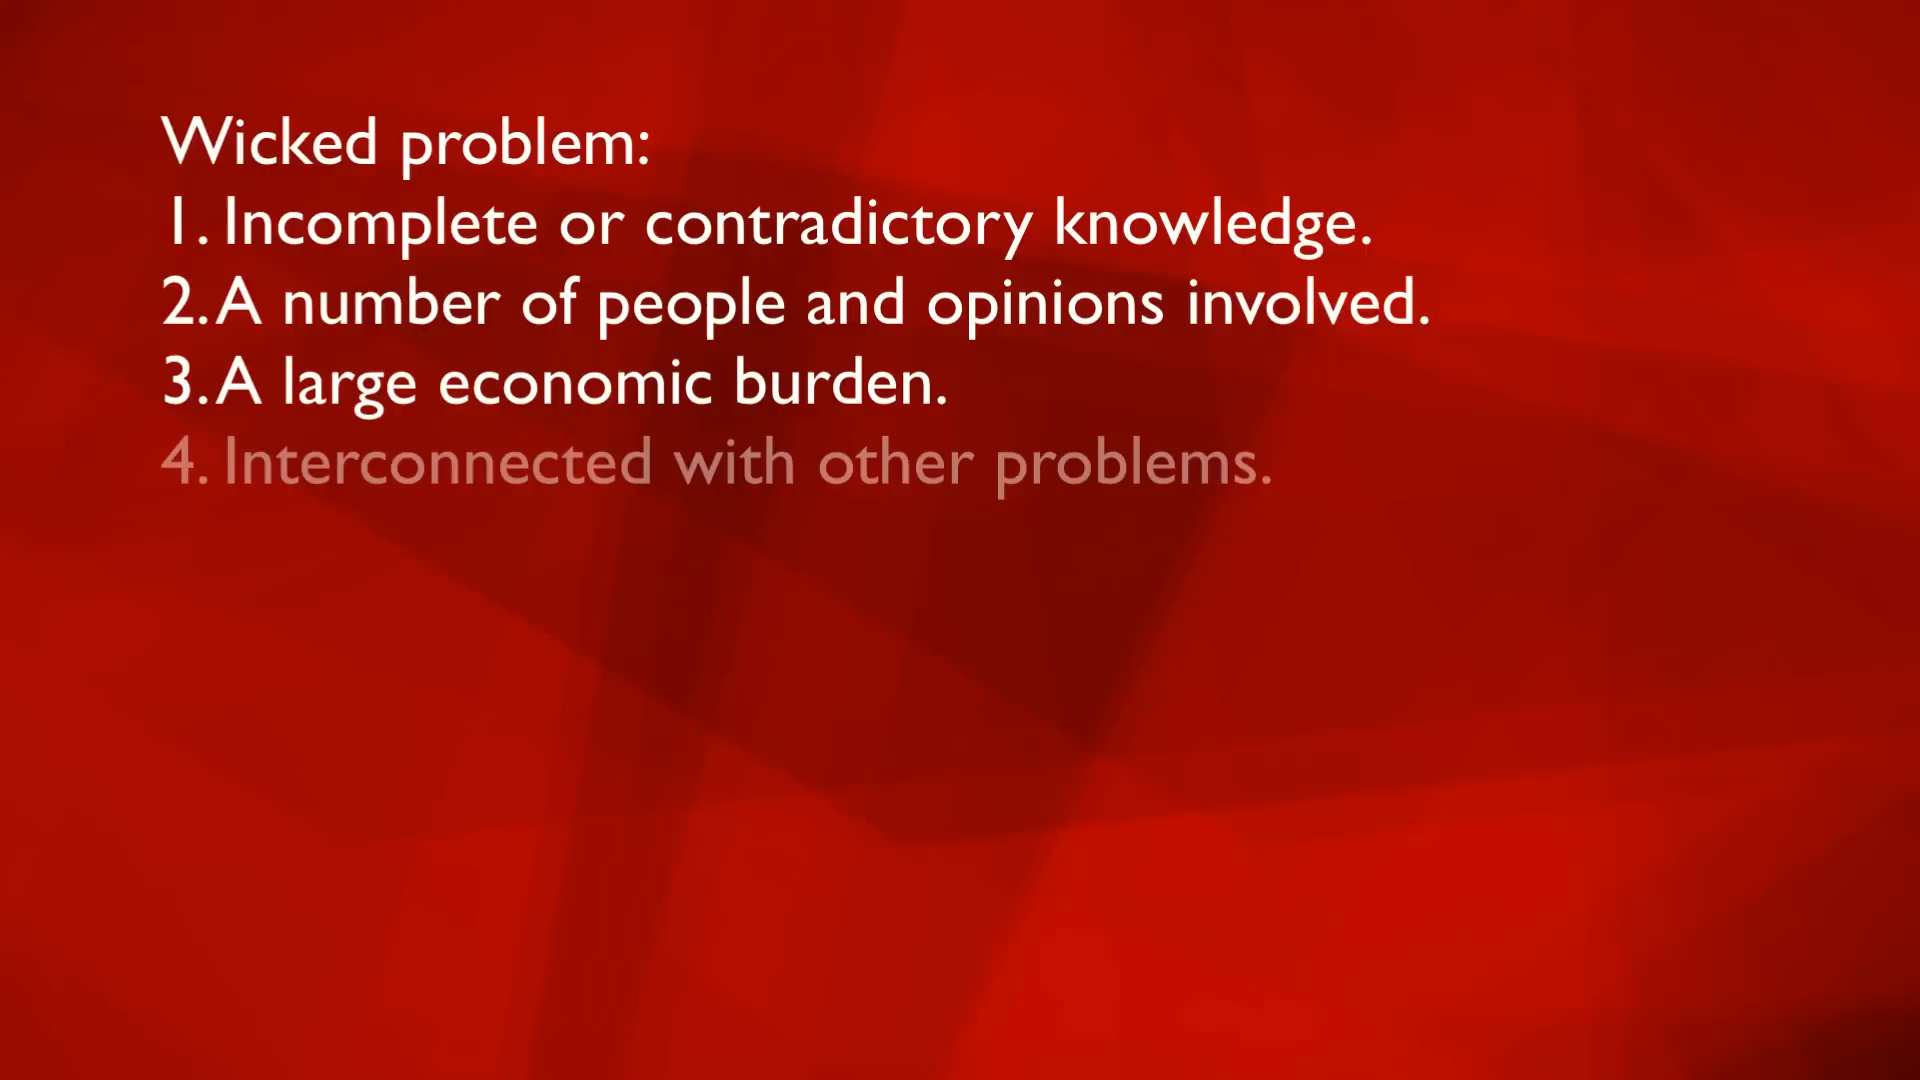 Wicked problem:
1. Incomplete or contradictory knowledge.
2. A number of people and opinions involved.
3. A large economic burden.
4. Interconnected with other problems.